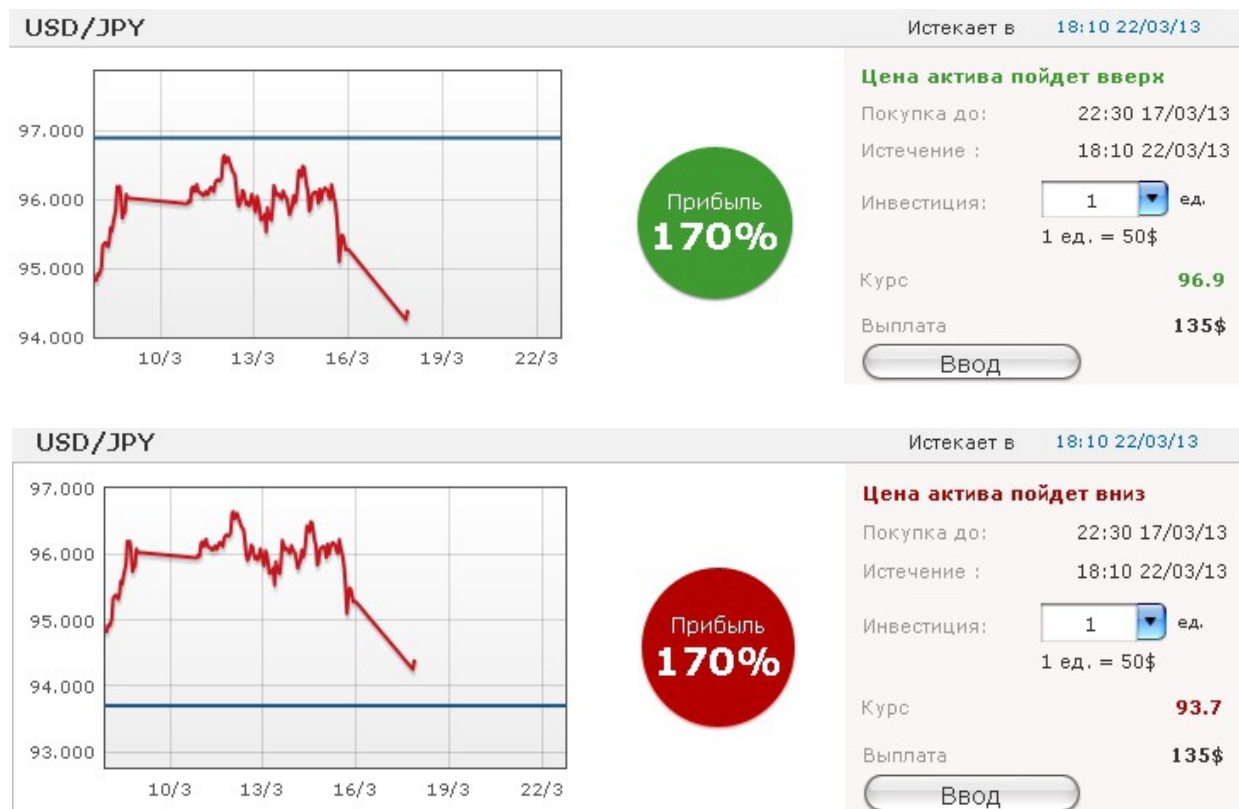 USD/JPY Истекает в 18:10 22/03/13
Цена актива пойдет вверх
Покупка до: 22:30 17/03/13
97.000
Истечение : 18:10 22/03/13
96.000
Прибыль
170%
Инвестиция: 1 ед.
1 ед. = 50$
95.000
Курс 96.9
94.000
Выплата 135$
10/3 13/3 16/3 19/3 22/3
Ввод
USD/JPY Истекает в 18:10 22/03/13
97.000
Цена актива пойдет вниз
Покупка до: 22:30 17/03/13
96.000
Истечение : 18:10 22/03/13
95.000
Прибыль
170%
Инвестиция: 1 ед.
1 ед. = 50$
94.000
Курс 93.7
93.000
Выплата 135$
10/3 13/3 16/3 19/3 22/3
Ввод